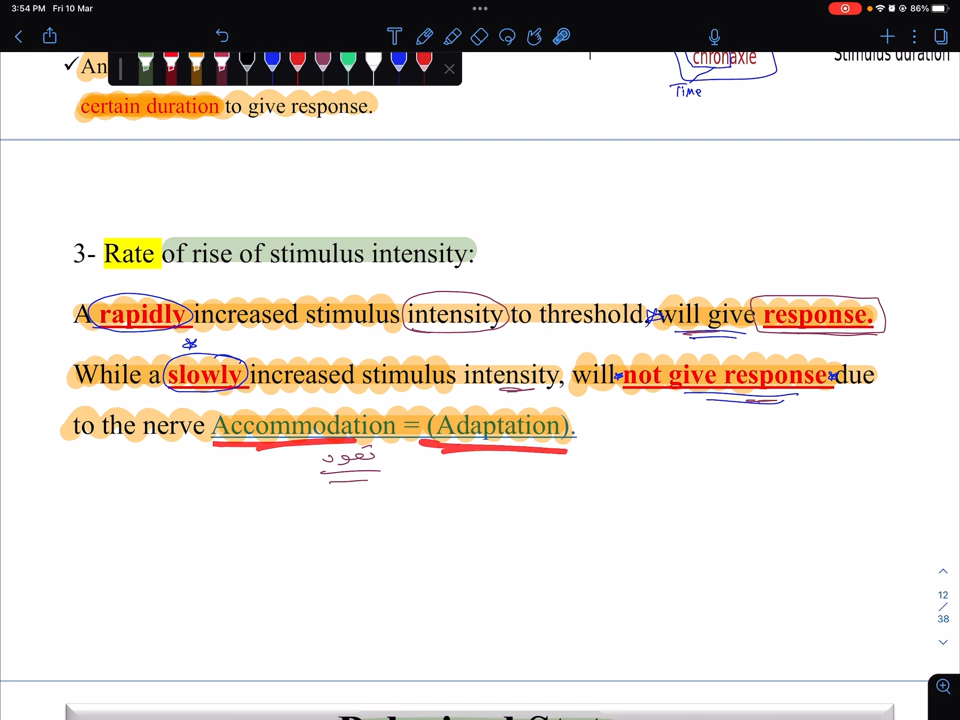 3:54 PM Fri 10 Mar
86%
chronaxie
Stimulus duration
Time
✓An
certain duration to give response.
3- Rate of rise of stimulus intensity:
A rapidly increased stimulus intensity to threshold, will give response.
While a slowly increased stimulus intensity, will not give response due
to the nerve Accommodation = (Adaptation).
تعود
12
/
38